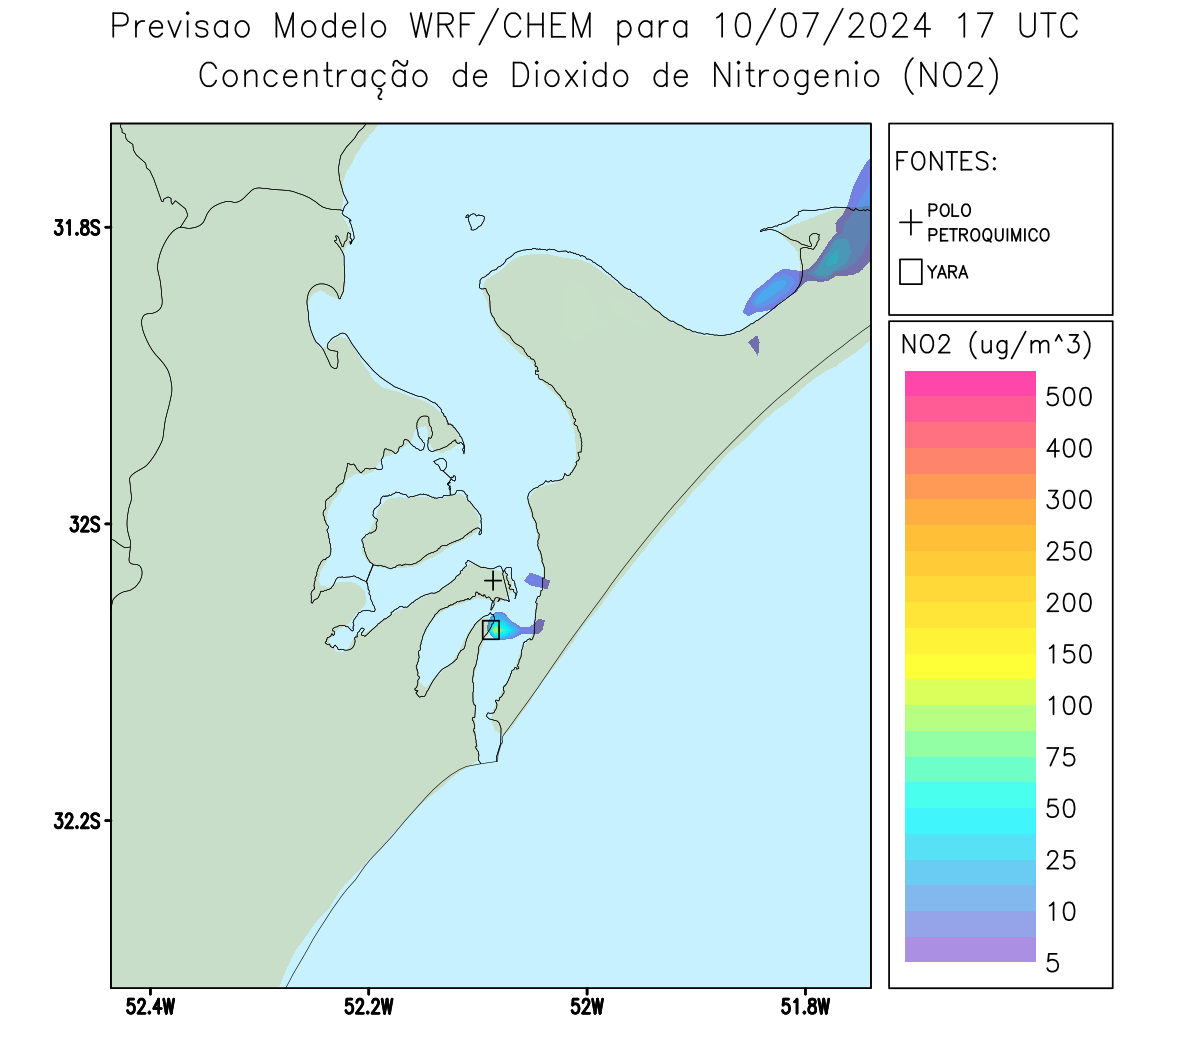 Previsao Modelo WRF/CHEM para 10/07/2024 17 UTC
Concentração de Dioxido de Nitrogenio (NO2)
FONTES:
POLO
PETROQUIMICO
YARA
NO2 (ug/m^3)
500
400
300
250
200
150
100
75
50
25
10
5
31.8S
32S
32.2S
52.4W
52.2W
52W
51.8W